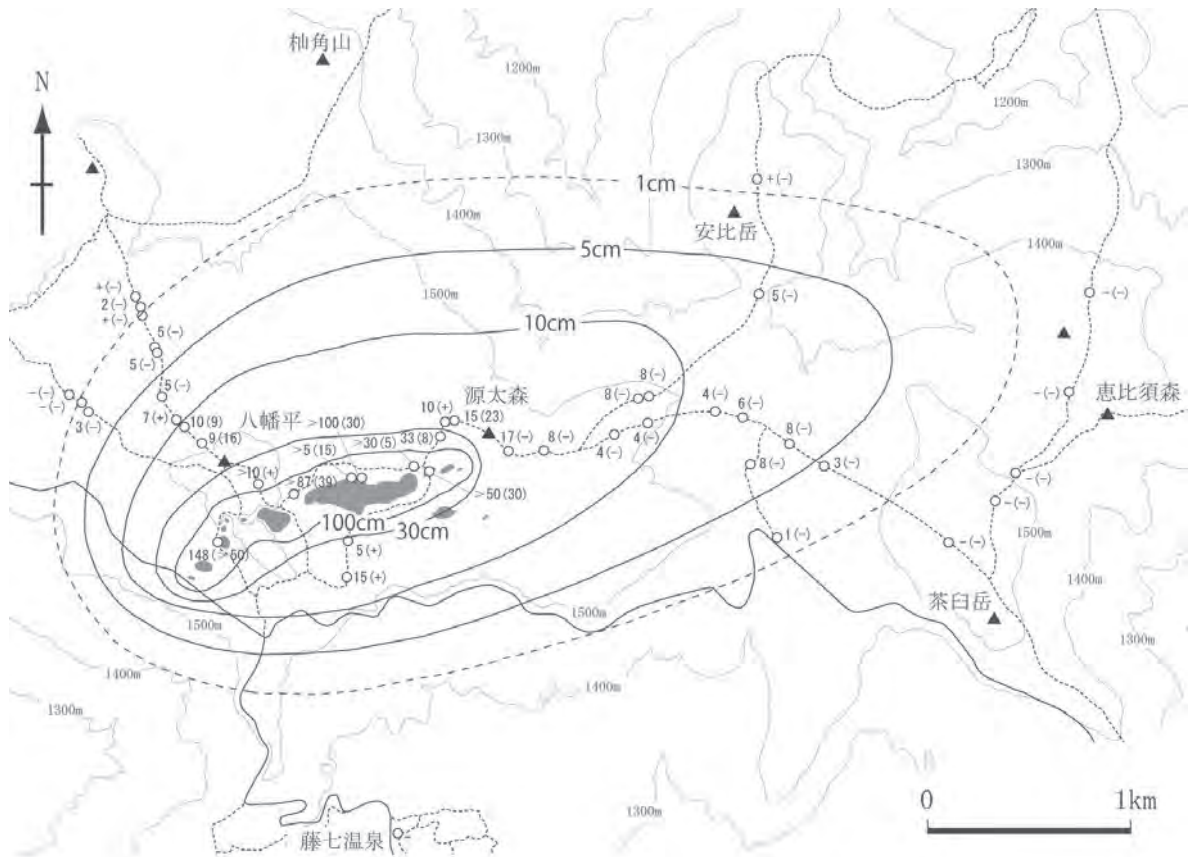 杣角山
N
1200m
1300m
1200m
1300m
1cm
+(-)
安比岳
1400m
1400m
5cm
1500m
+(-)
2(-)
+(-)
5(-)
-(-)
10cm
5(-)
5(-)
5(-)
8(-)
8(-)
-(-)
-(-)
-(-)
3(-)
源太森
4(-)
恵比須森
7(+)
10(9)
八幡平
>100(30)
10(+)
15(23)
6(-)
9(16)
>5(15)
>30(5)
33(8)
17(-)
8(-)
4(-)
4(-)
8(-)
>10(+)
>87(39)
8(-)
3(-)
-(-)
>50(30)
-(-)
100cm
30cm
1500m
148(>50)
5(+)
1(-)
-(-)
15(+)
1400m
1500m
茶臼岳
1500m
1300m
1400m
1400m
1300m
0
1km
1300m
藤七温泉
-